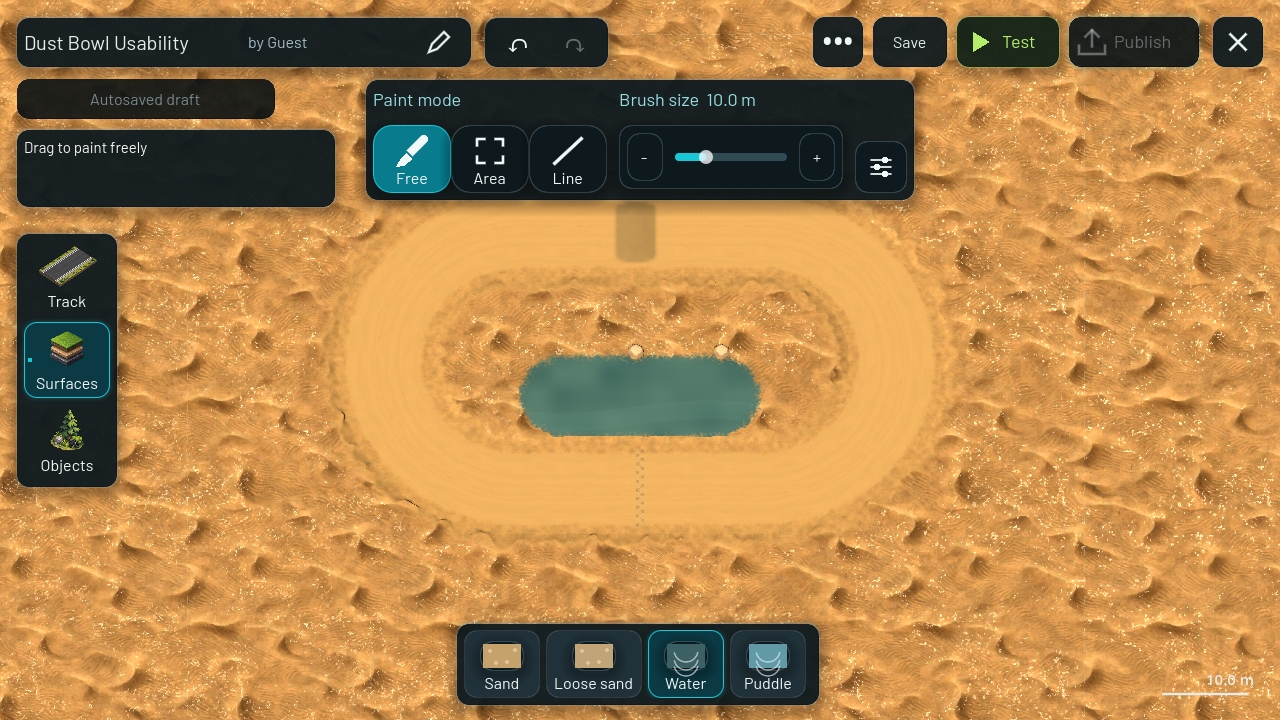 Dust Bowl Usability by Guest
Save
Test
Publish
Autosaved draft
Paint mode
Brush size 10.0 m
Drag to paint freely
Free
Area
Line
-
+
Track
Surfaces
Objects
Sand
Loose sand
Water
Puddle
10.0 m